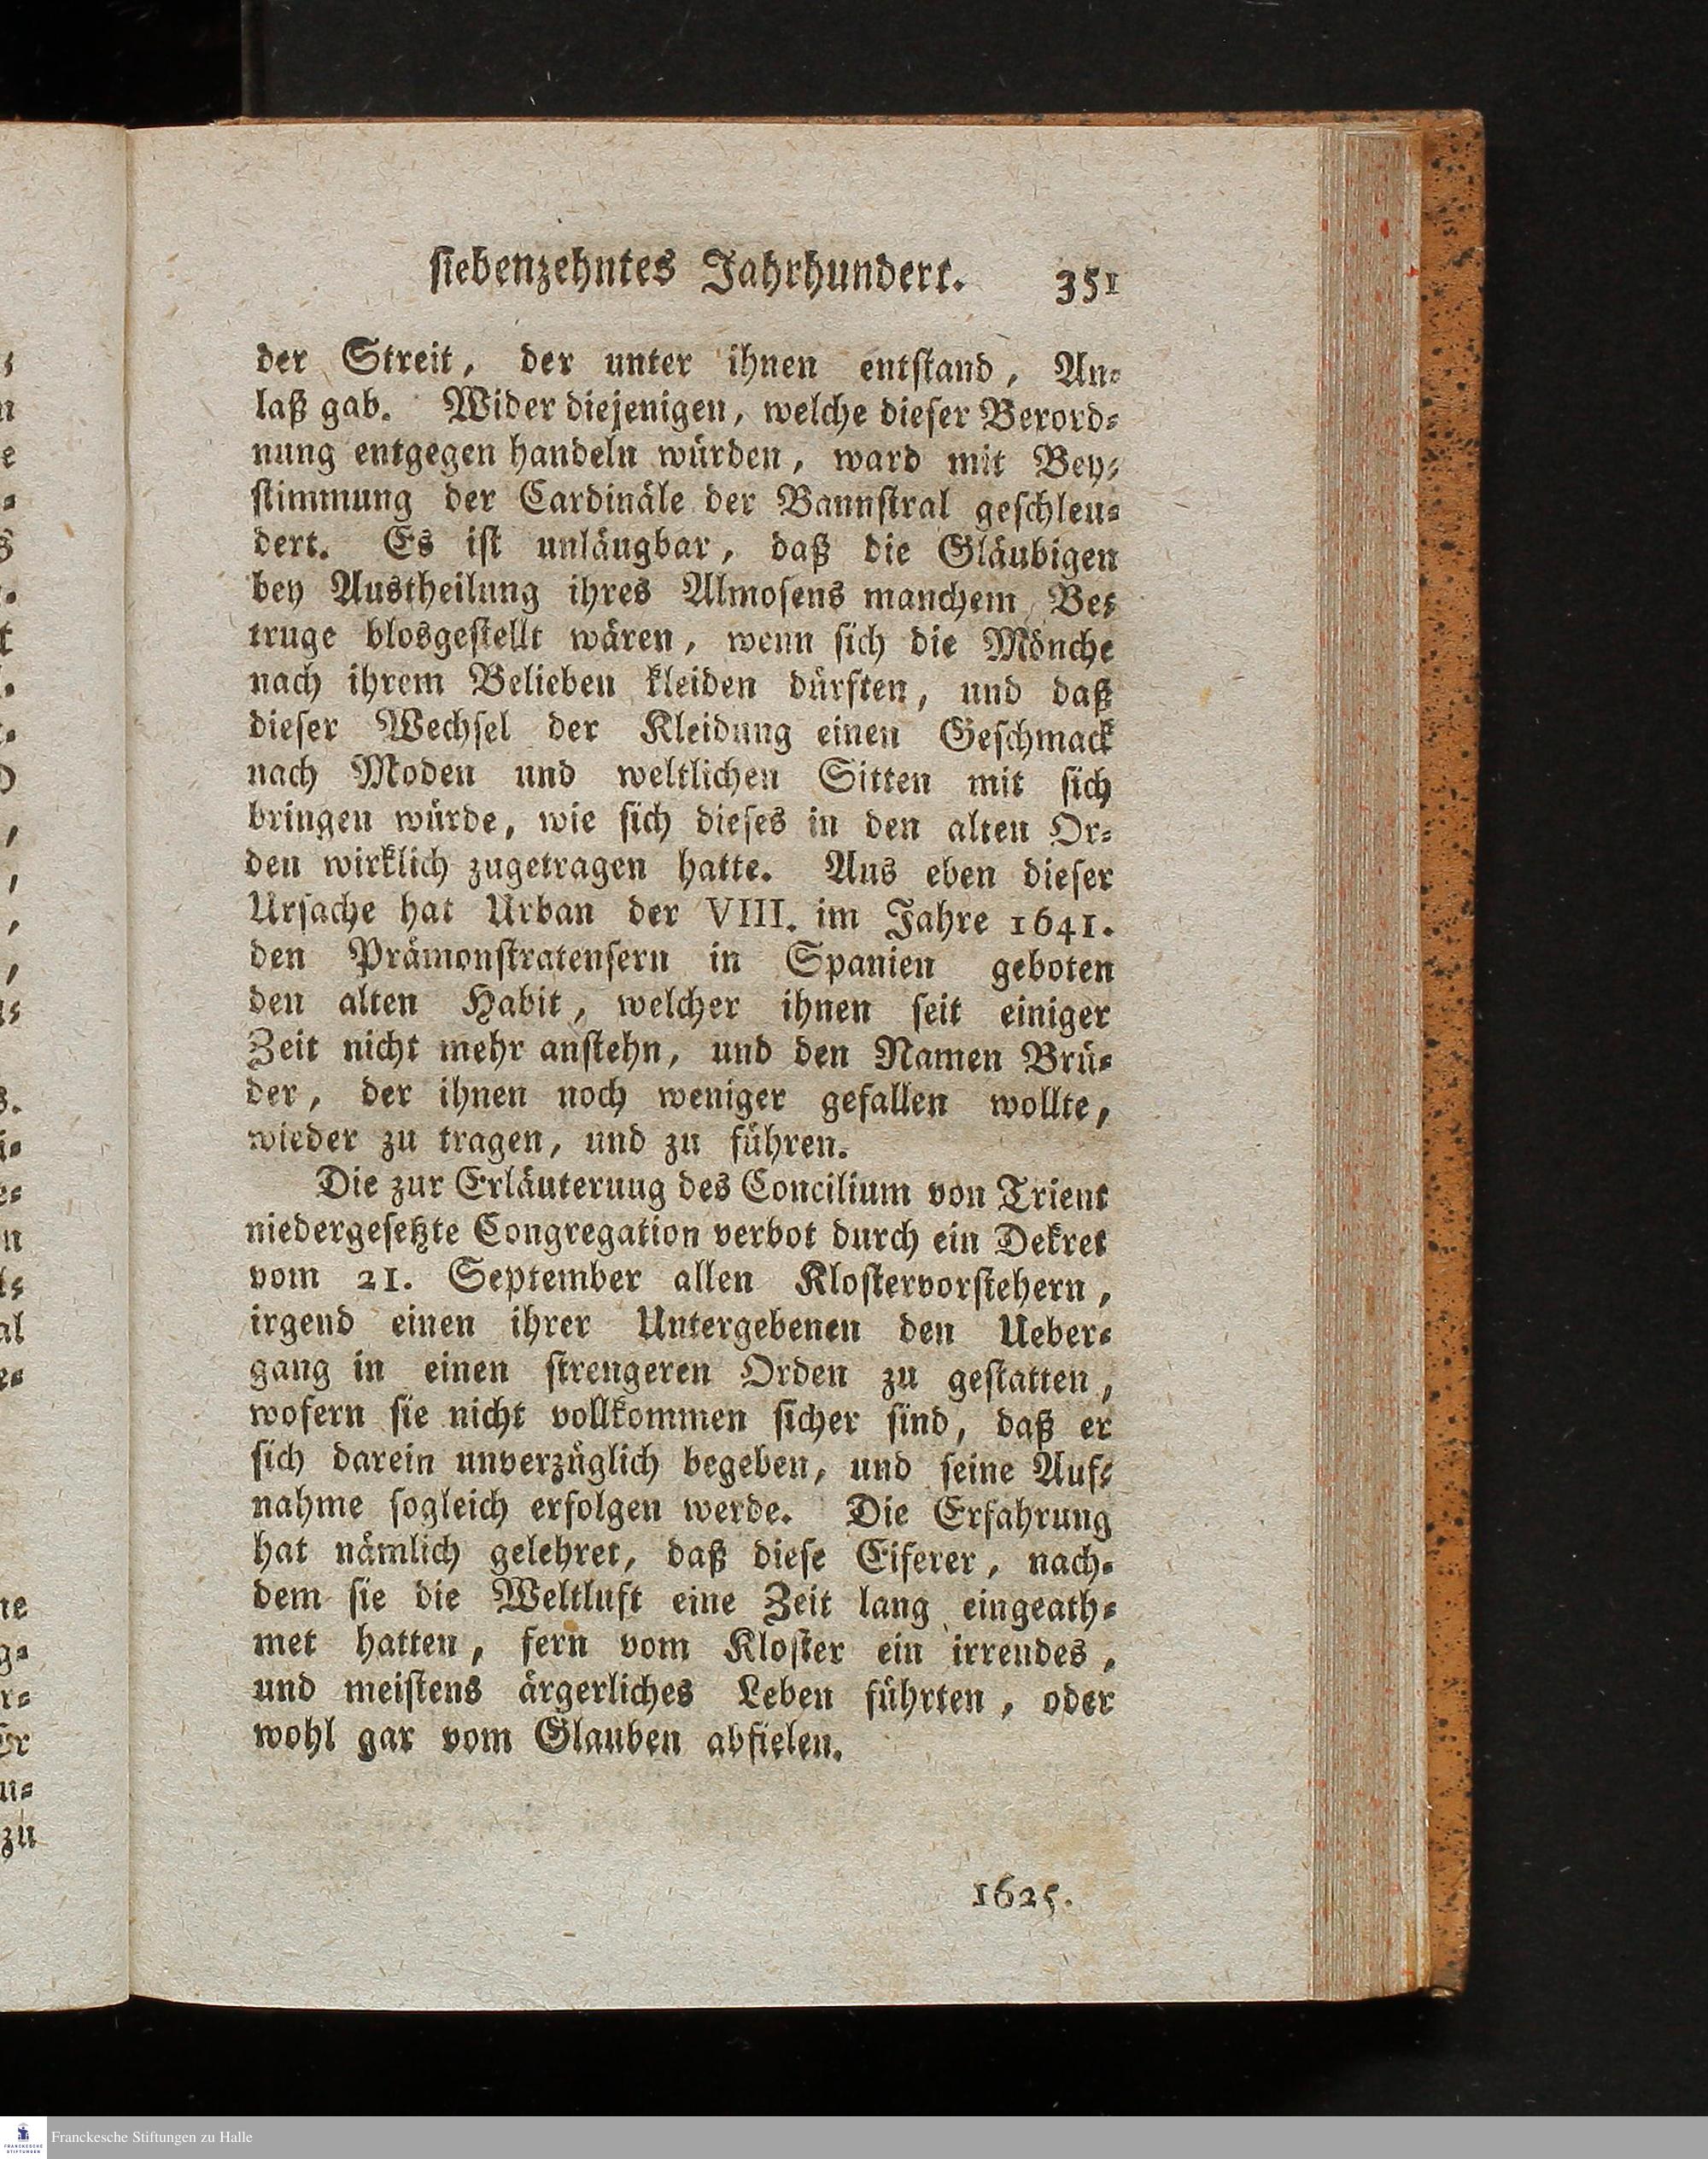 siebenzehntes Jahrhundert. 351
der Streit, der unter ihnen entstand, An-
laß gab. Wider diejenigen, welche dieser Verord-
nung entgegen handeln würden, ward mit Bey-
stimmung der Cardinäle der Bannstral geschleu-
dert. Es ist unläugbar, daß die Gläubigen
bey Austheilung ihres Almosens manchem Be-
truge blosgestellt wären, wenn sich die Mönche
nach ihrem Belieben kleiden dürften, und daß
dieser Wechsel der Kleidung einen Geschmack
nach Moden und weltlichen Sitten mit sich
bringen würde, wie sich dieses in den alten Or-
den wirklich zugetragen hatte. Aus eben dieser
Ursache hat Urban der VIII. im Jahre 1641.
den Prämonstratensern in Spanien geboten
den alten Habit, welcher ihnen seit einiger
Zeit nicht mehr anstehn, und den Namen Brü-
der, der ihnen noch weniger gefallen wollte,
wieder zu tragen, und zu führen.
Die zur Erläuterung des Concilium von Trient
niedergesetzte Congregation verbot durch ein Dekret
vom 21. September allen Klostervorstehern,
irgend einen ihrer Untergebenen den Ueber-
gang in einen strengeren Orden zu gestatten,
wofern sie nicht vollkommen sicher sind, daß er
sich darein unverzüglich begeben, und seine Auf-
nahme sogleich erfolgen werde. Die Erfahrung
hat nämlich gelehret, daß diese Eiferer, nach-
dem sie die Weltluft eine Zeit lang eingeath-
met hatten, fern vom Kloster ein irrendes,
und meistens ärgerliches Leben führten, oder
wohl gar vom Glauben abfielen.
1625.
Franckesche Stiftungen zu Halle